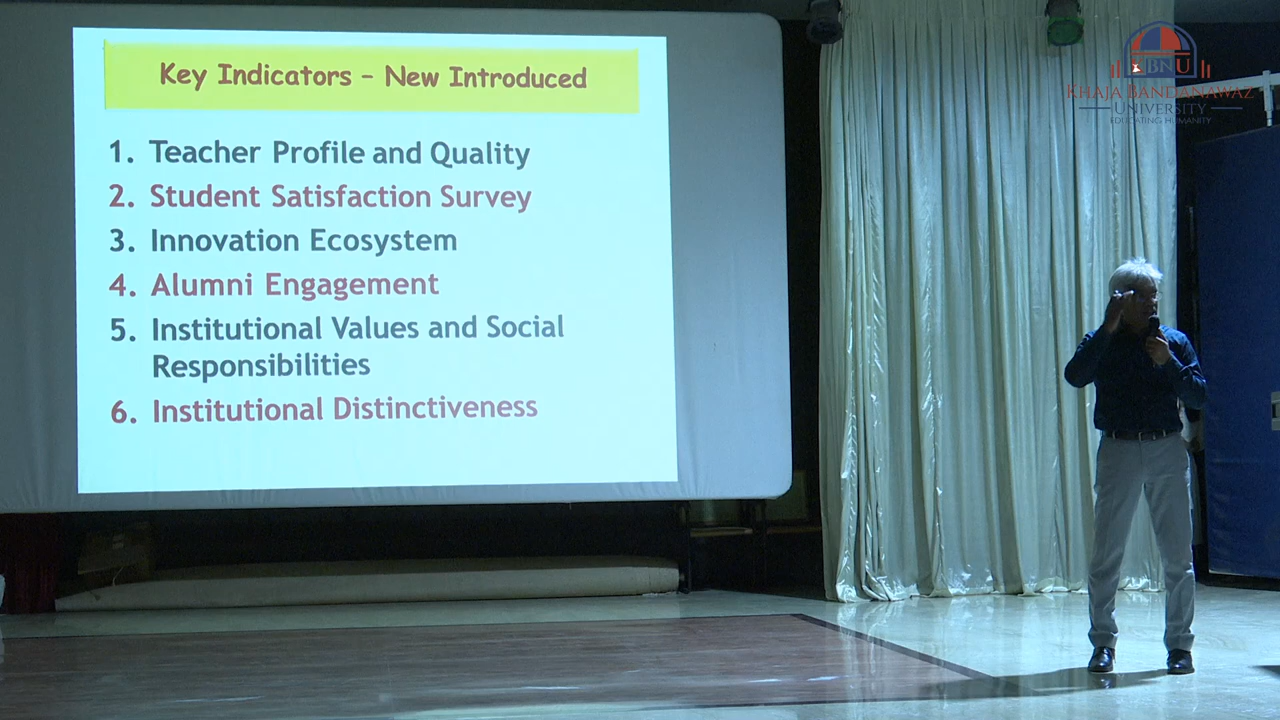 Key Indicators – New Introduced
1. Teacher Profile and Quality
2. Student Satisfaction Survey
3. Innovation Ecosystem
4. Alumni Engagement
5. Institutional Values and Social
Responsibilities
6. Institutional Distinctiveness
KBNU
KHAJA BANDANAWAZ
UNIVERSITY
EDUCATING HUMANITY